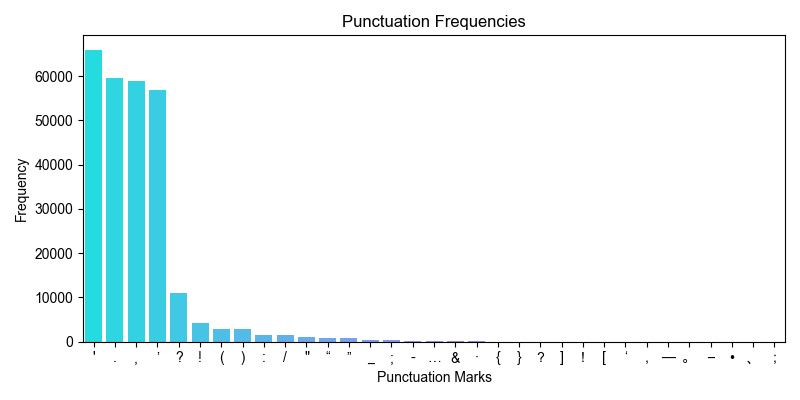 Punctuation Frequencies
Frequency
60000
50000
40000
30000
20000
10000
0
' . , ’ ? ! ( ) : / " “ ” _ ; - … & · { } ? ] ! [ ‘ , — 。 – • 、 ;
Punctuation Marks